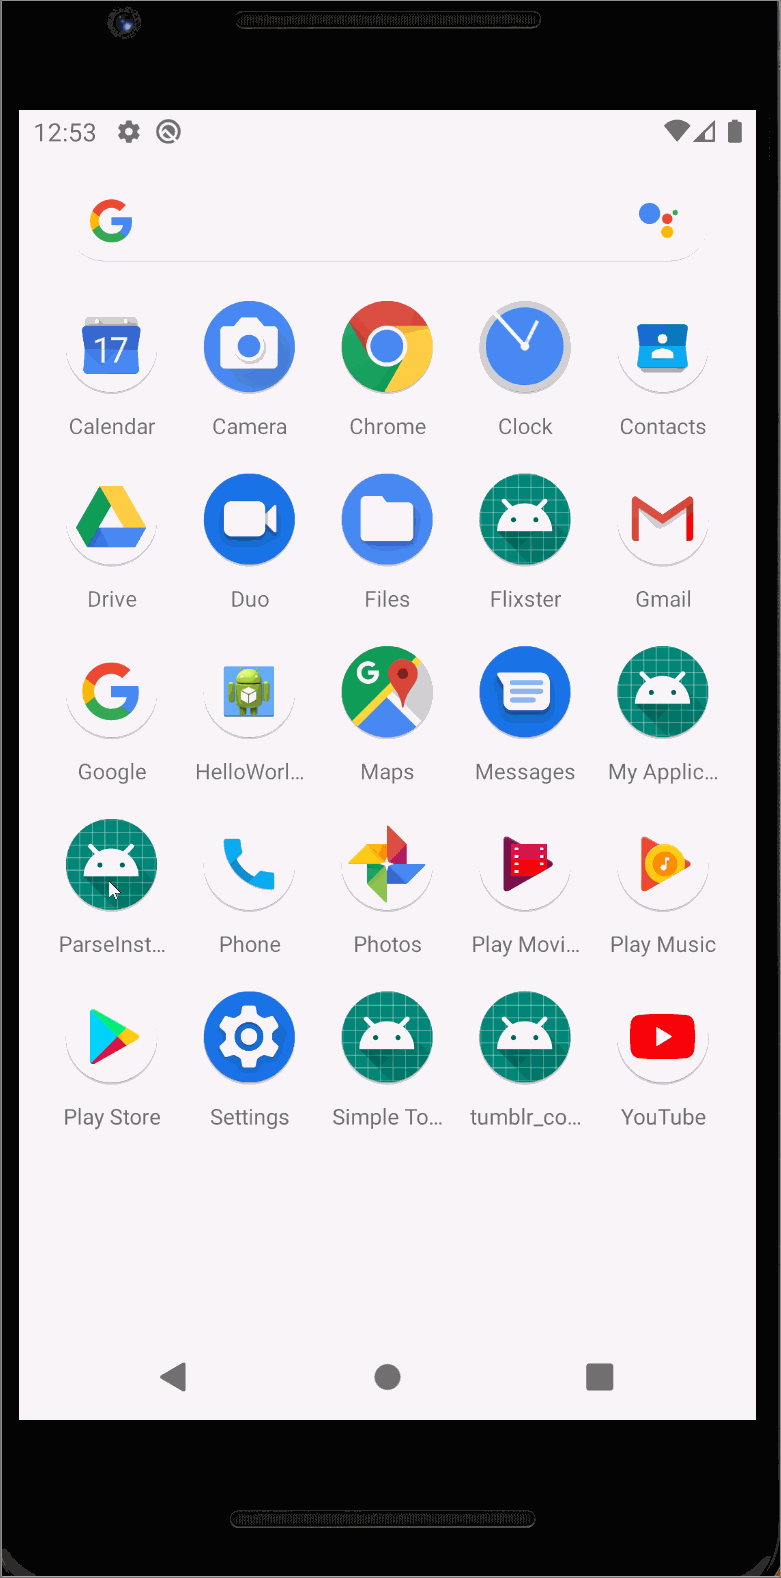 12:53
17
Calendar Camera Chrome Clock Contacts
Drive Duo Files Flixster Gmail
Google HelloWorl... Maps Messages My Applic...
ParseInst... Phone Photos Play Movi... Play Music
Play Store Settings Simple To... tumblr_co... YouTube